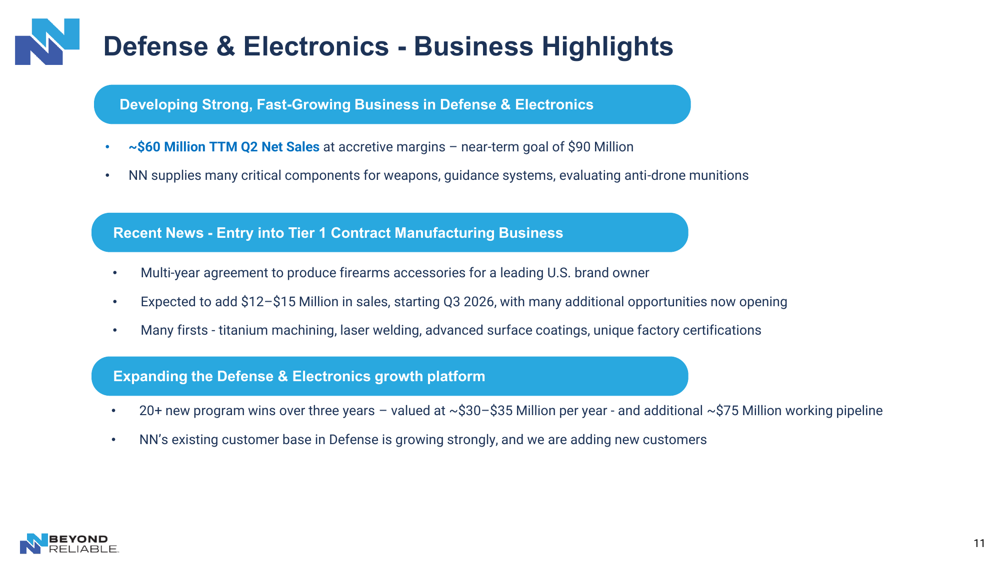 Defense & Electronics - Business Highlights
Developing Strong, Fast-Growing Business in Defense & Electronics
• ~$60 Million TTM Q2 Net Sales at accretive margins – near-term goal of $90 Million
• NN supplies many critical components for weapons, guidance systems, evaluating anti-drone munitions
Recent News - Entry into Tier 1 Contract Manufacturing Business
• Multi-year agreement to produce firearms accessories for a leading U.S. brand owner
• Expected to add $12–$15 Million in sales, starting Q3 2026, with many additional opportunities now opening
• Many firsts - titanium machining, laser welding, advanced surface coatings, unique factory certifications
Expanding the Defense & Electronics growth platform
• 20+ new program wins over three years – valued at ~$30–$35 Million per year - and additional ~$75 Million working pipeline
• NN’s existing customer base in Defense is growing strongly, and we are adding new customers
BEYOND
RELIABLE
11